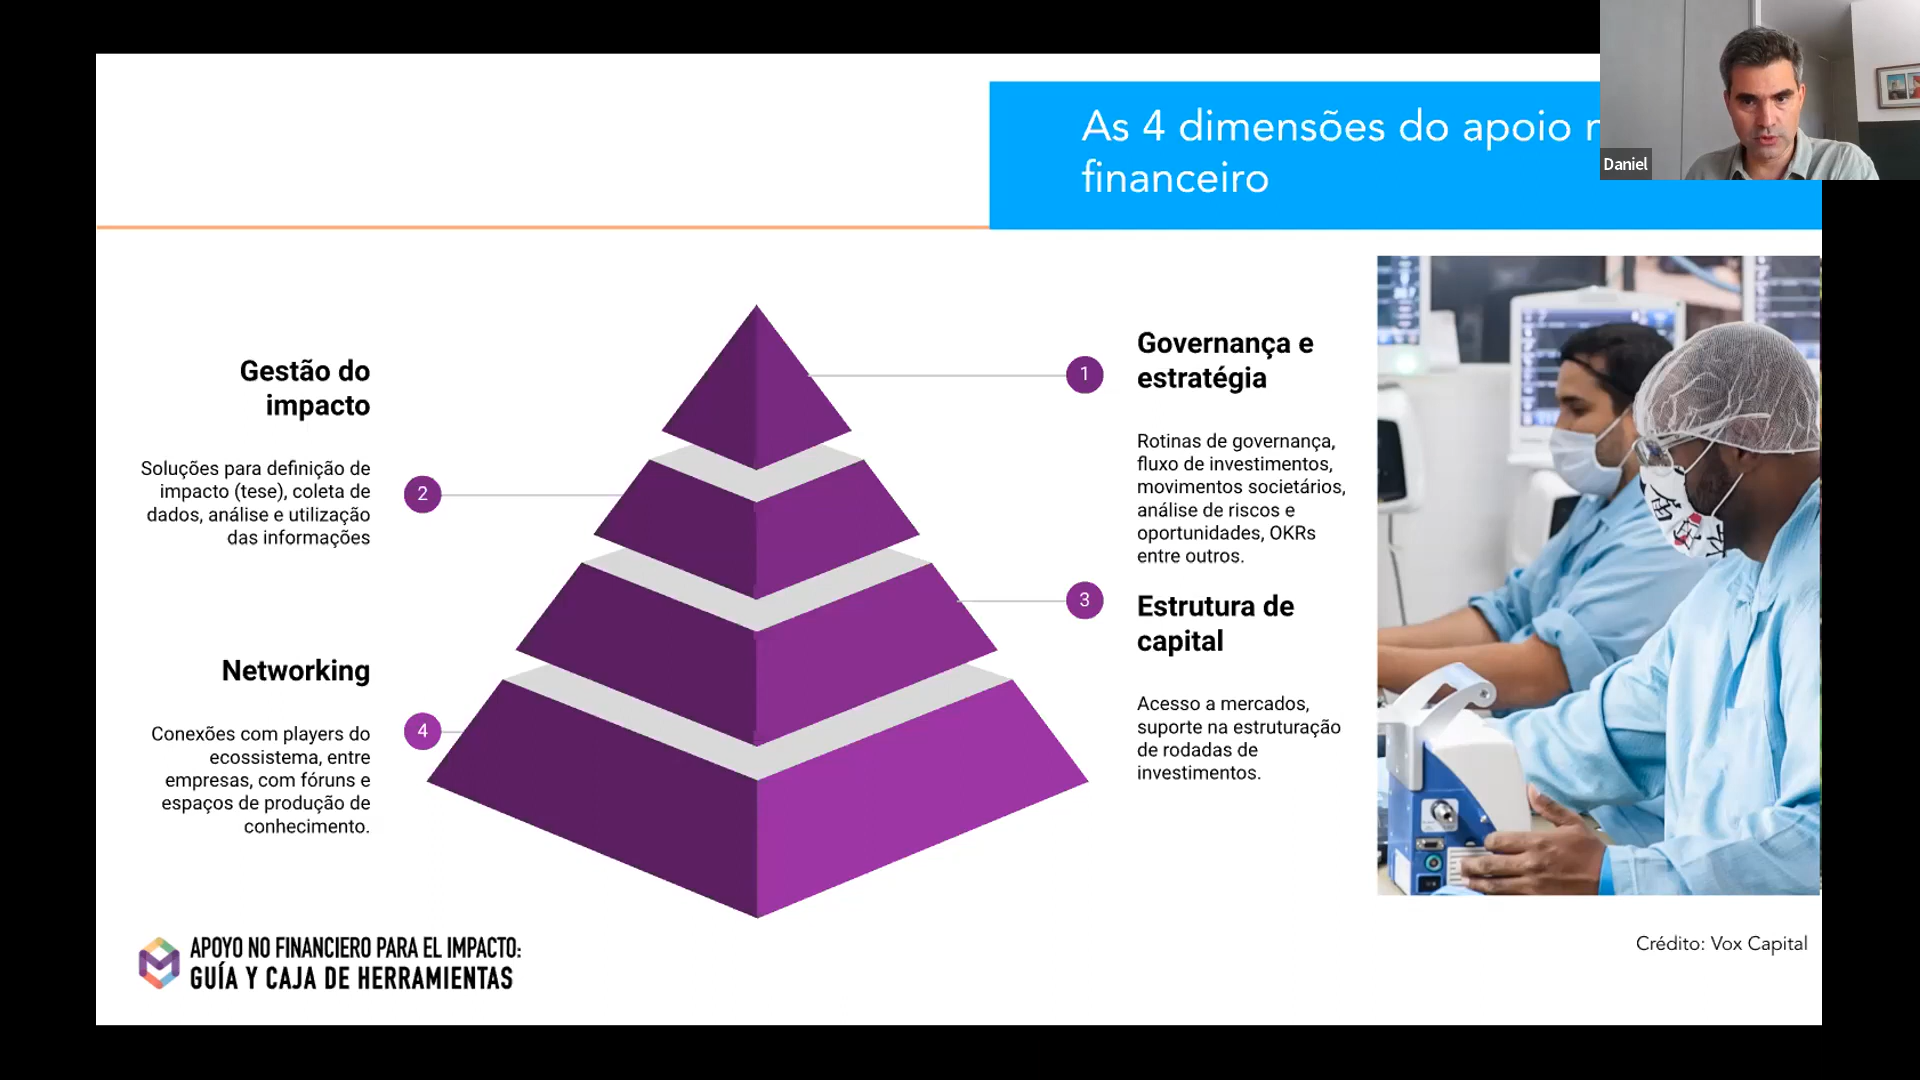 As 4 dimensões do apoio
financeiro
Daniel
Gestão do
impacto
Soluções para definição de
impacto (tese), coleta de
dados, análise e utilização
das informações
1
Governança e
estratégia
Rotinas de governança,
fluxo de investimentos,
movimentos societários,
análise de riscos e
oportunidades, OKRs
entre outros.
2
3
Estrutura de
capital
Acesso a mercados,
suporte na estruturação
de rodadas de
investimentos.
Networking
4
Conexões com players do
ecossistema, entre
empresas, com fóruns e
espaços de produção de
conhecimento.
APOYO NO FINANCIERO PARA EL IMPACTO:
GUÍA Y CAJA DE HERRAMIENTAS
Crédito: Vox Capital